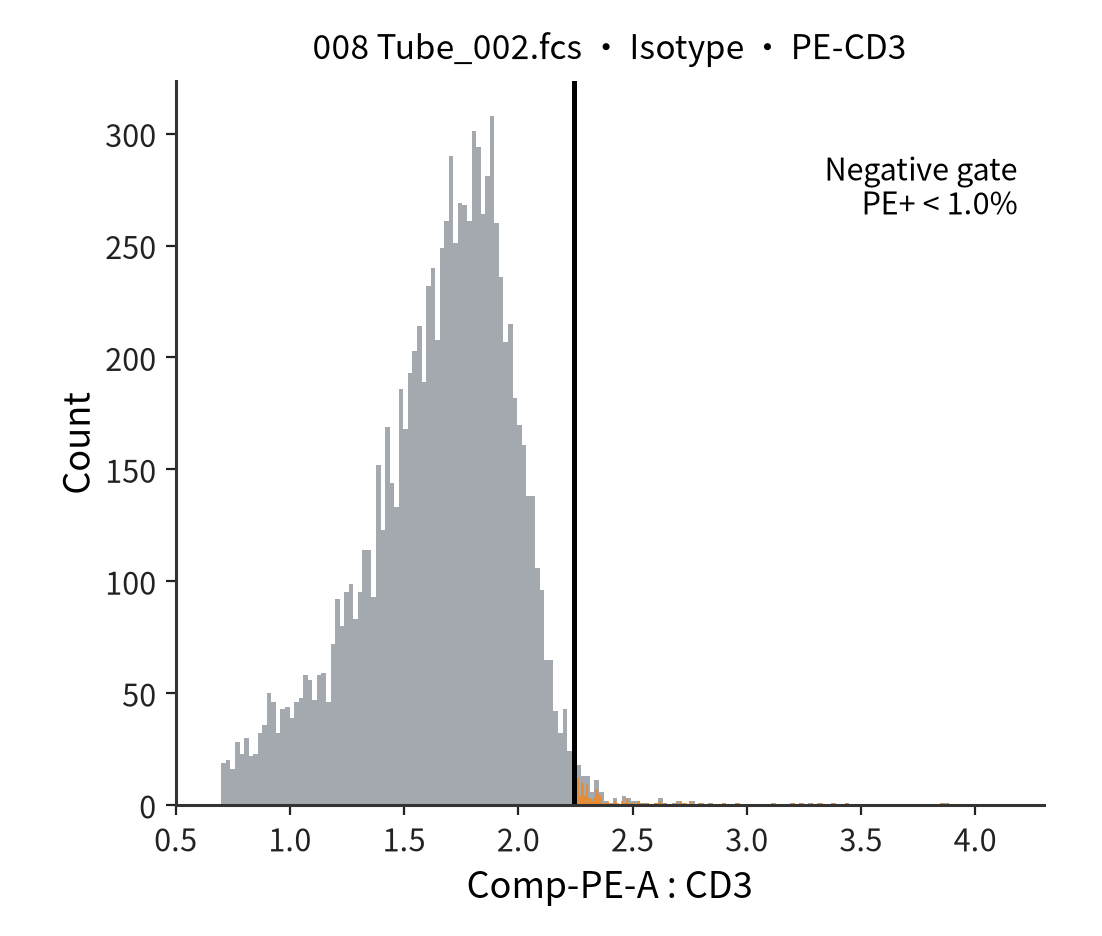 008 Tube_002.fcs • Isotype • PE-CD3
Negative gate
PE+ < 1.0%
Count
300
250
200
150
100
50
0
0.5 1.0 1.5 2.0 2.5 3.0 3.5 4.0
Comp-PE-A : CD3